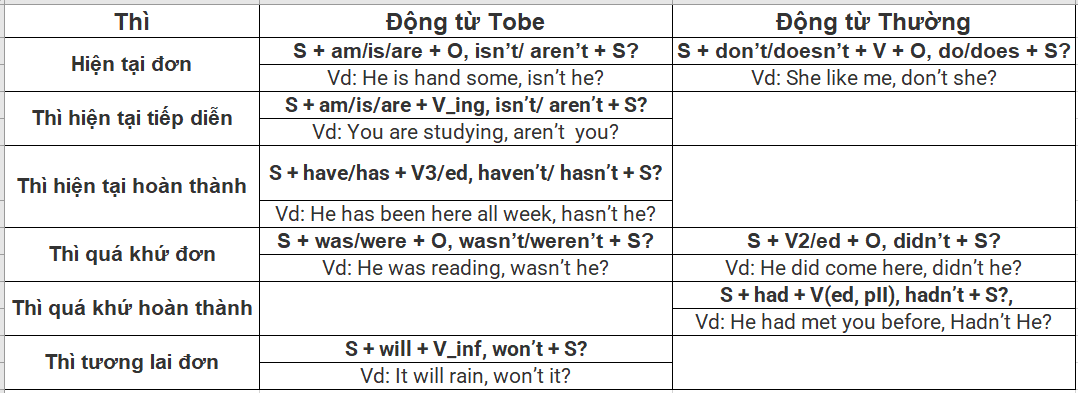 Thì Động từ Tobe Động từ Thường
Hiện tại đơn
S + am/is/are + O, isn't/ aren't + S?
S + don't/doesn't + V + O, do/does + S?
Vd: He is hand some, isn't he?
Vd: She like me, don't she?
Thì hiện tại tiếp diễn
S + am/is/are + V_ing, isn't/ aren't + S?
Vd: You are studying, aren't you?
Thì hiện tại hoàn thành
S + have/has + V3/ed, haven't/ hasn't + S?
Vd: He has been here all week, hasn't he?
Thì quá khứ đơn
S + was/were + O, wasn't/weren't + S?
S + V2/ed + O, didn't + S?
Vd: He was reading, wasn't he?
Vd: He did come here, didn't he?
Thì quá khứ hoàn thành
S + had + V(ed, pII), hadn't + S?,
Vd: He had met you before, Hadn't He?
Thì tương lai đơn
S + will + V_inf, won't + S?
Vd: It will rain, won't it?